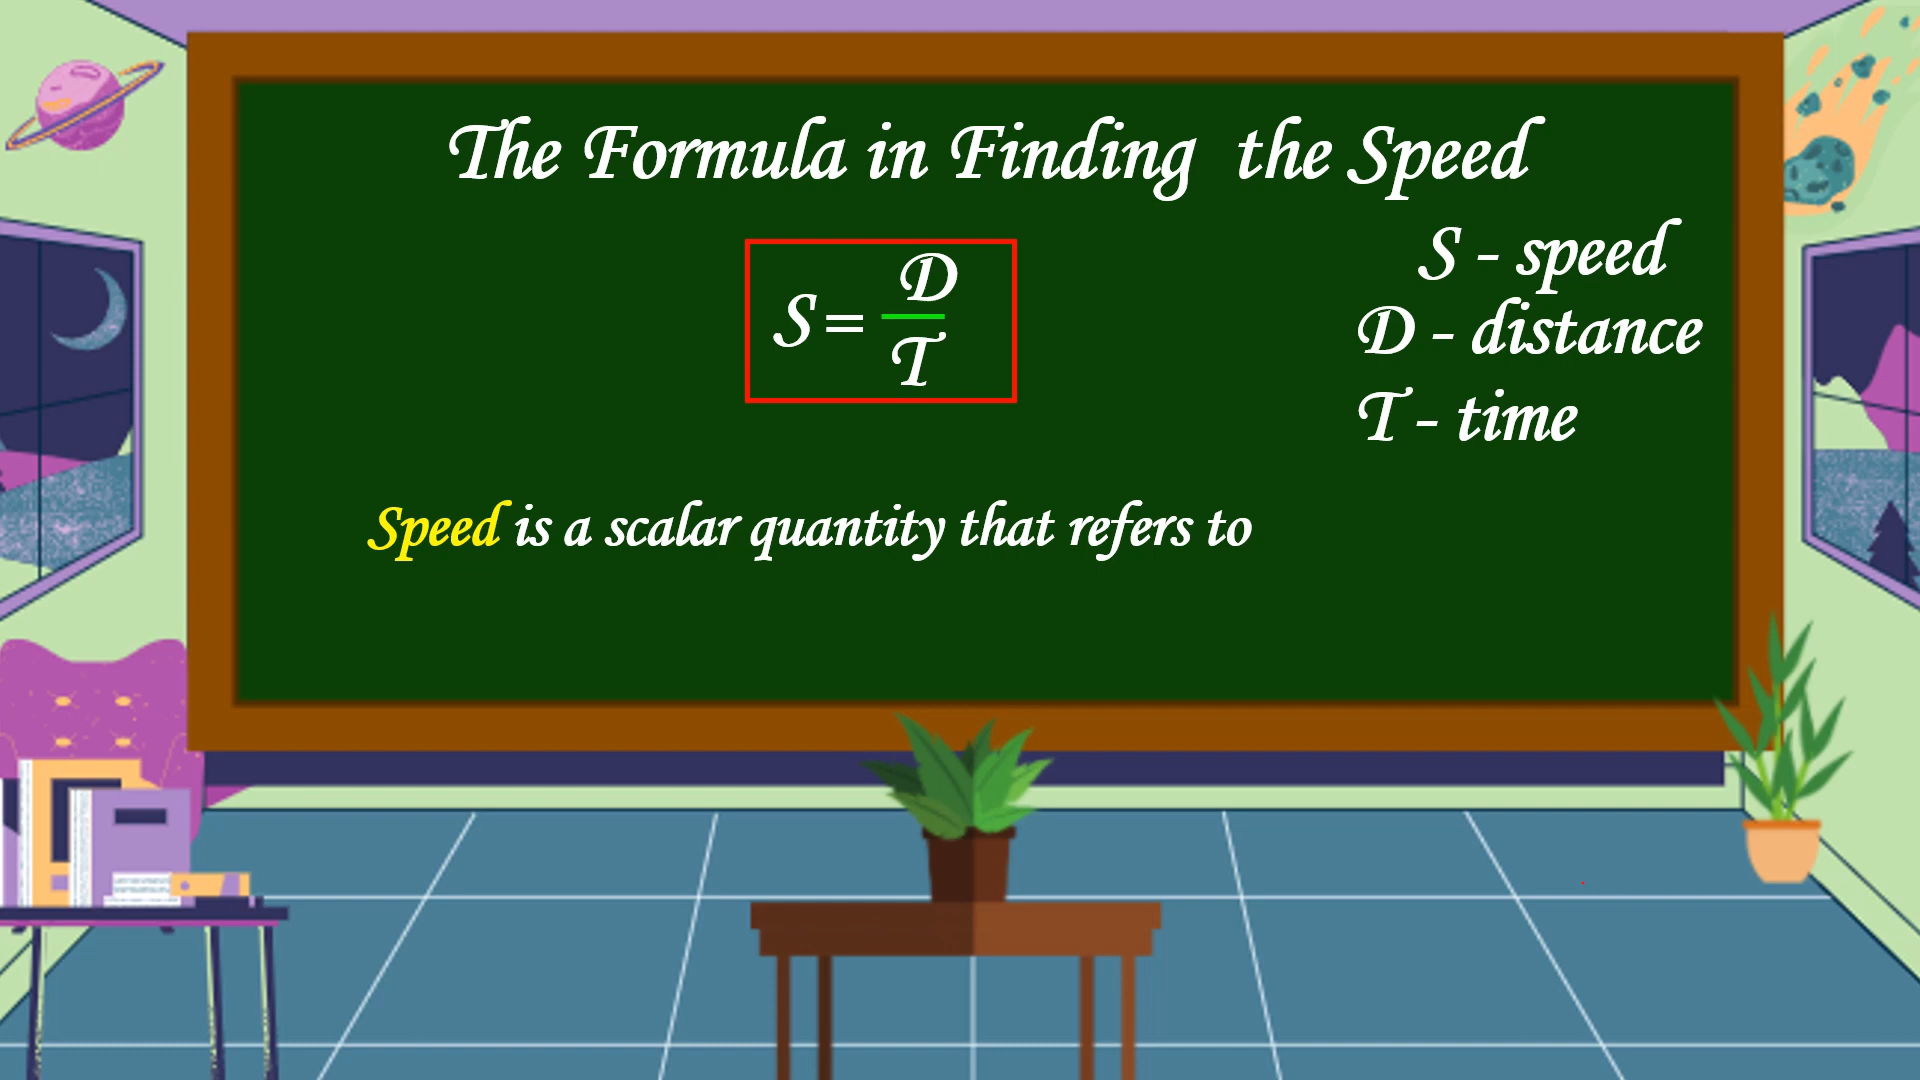 The Formula in Finding the Speed
S = D
T
S - speed
D - distance
T - time
Speed is a scalar quantity that refers to